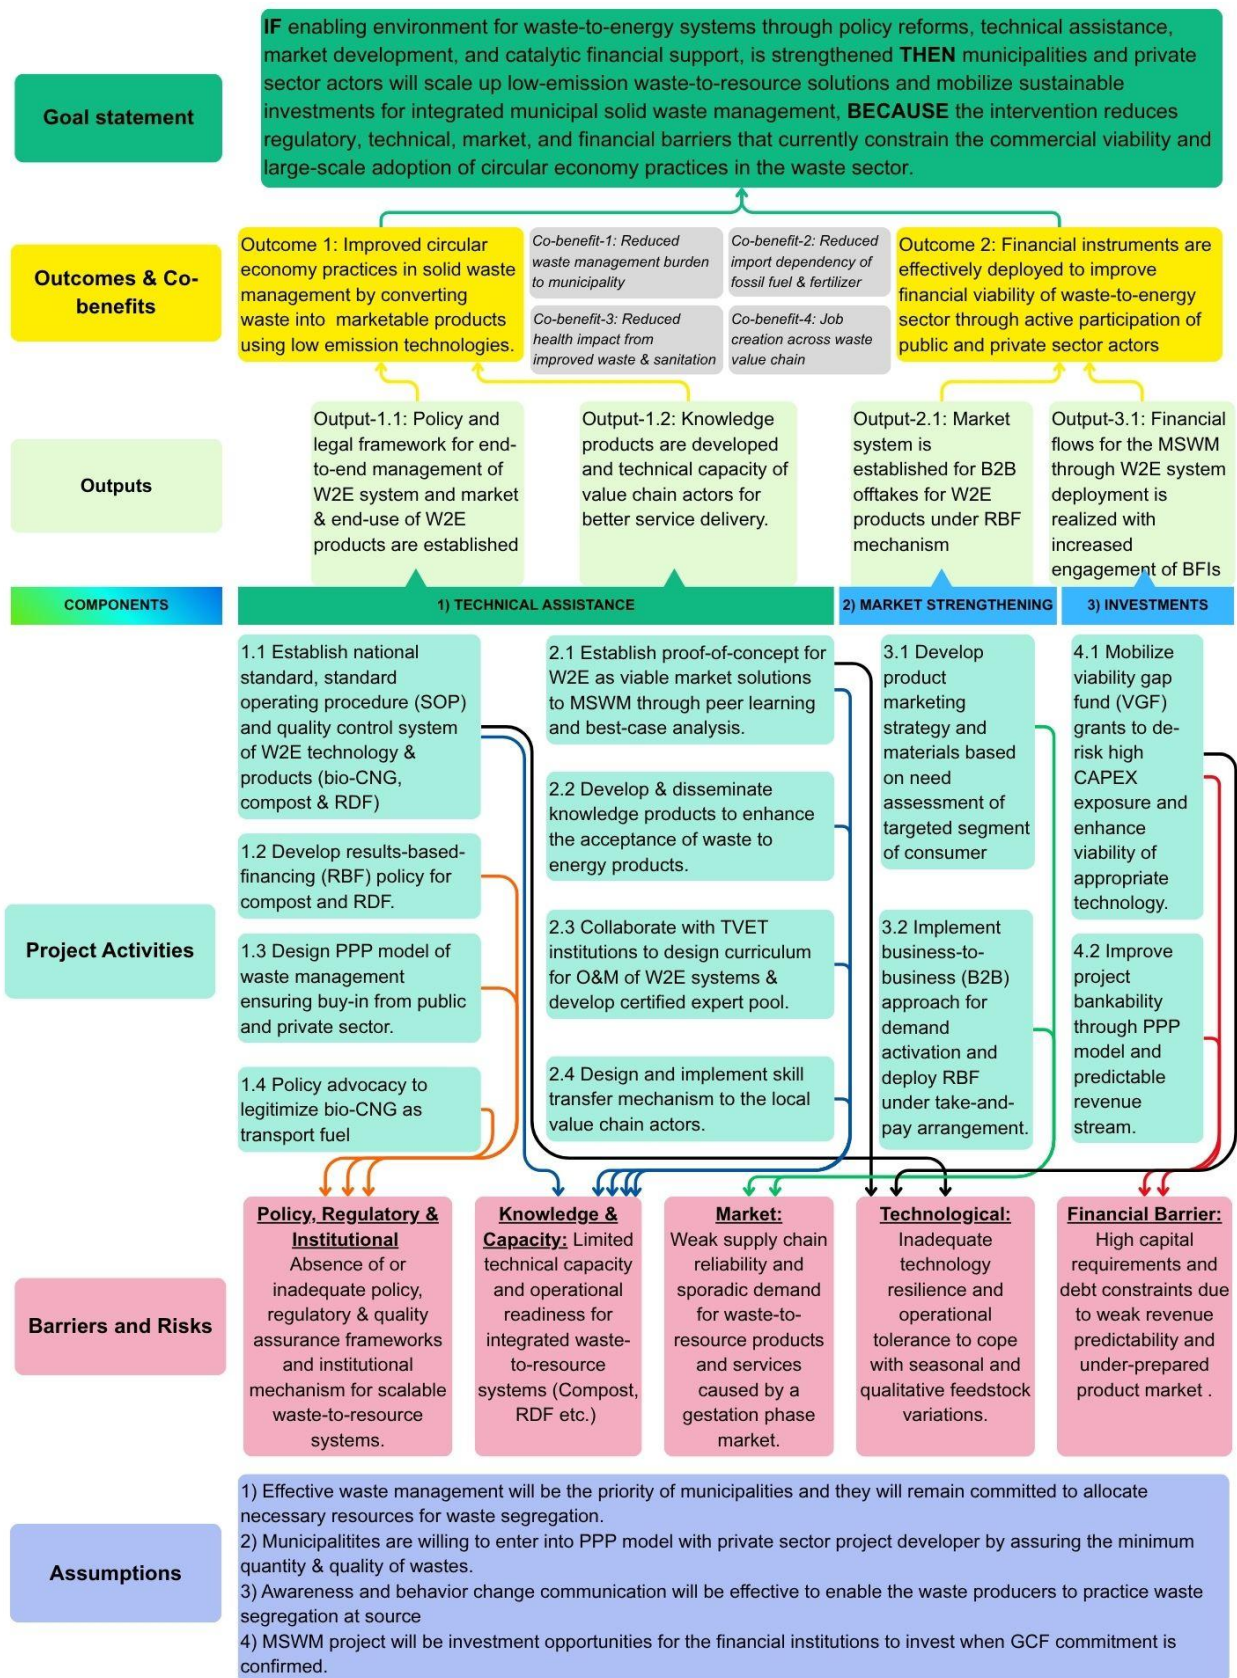 Goal statement
IF enabling environment for waste-to-energy systems through policy reforms, technical assistance,
market development, and catalytic financial support, is strengthened THEN municipalities and private
sector actors will scale up low-emission waste-to-resource solutions and mobilize sustainable
investments for integrated municipal solid waste management, BECAUSE the intervention reduces
regulatory, technical, market, and financial barriers that currently constrain the commercial viability and
large-scale adoption of circular economy practices in the waste sector.
Outcomes & Co-
benefits
Outcome 1: Improved circular
economy practices in solid waste
management by converting
waste into marketable products
using low emission technologies.
Co-benefit-1: Reduced
waste management burden
to municipality
Co-benefit-2: Reduced
import dependency of
fossil fuel & fertilizer
Co-benefit-3: Reduced
health impact from
improved waste & sanitation
Co-benefit-4: Job
creation across waste
value chain
Outcome 2: Financial instruments are
effectively deployed to improve
financial viability of waste-to-energy
sector through active participation of
public and private sector actors
Outputs
Output-1.1: Policy and
legal framework for end-
to-end management of
W2E system and market
& end-use of W2E
products are established
Output-1.2: Knowledge
products are developed
and technical capacity of
value chain actors for
better service delivery.
Output-2.1: Market
system is
established for B2B
offtakes for W2E
products under RBF
mechanism
Output-3.1: Financial
flows for the MSWM
through W2E system
deployment is
realized with
increased
engagement of BFIs
COMPONENTS
1) TECHNICAL ASSISTANCE
2) MARKET STRENGTHENING
3) INVESTMENTS
Project Activities
1.1 Establish national
standard, standard
operating procedure (SOP)
and quality control system
of W2E technology &
products (bio-CNG,
compost & RDF)
1.2 Develop results-based-
financing (RBF) policy for
compost and RDF.
1.3 Design PPP model of
waste management
ensuring buy-in from public
and private sector.
1.4 Policy advocacy to
legitimize bio-CNG as
transport fuel
2.1 Establish proof-of-concept for
W2E as viable market solutions
to MSWM through peer learning
and best-case analysis.
2.2 Develop & disseminate
knowledge products to enhance
the acceptance of waste to
energy products.
2.3 Collaborate with TVET
institutions to design curriculum
for O&M of W2E systems &
develop certified expert pool.
2.4 Design and implement skill
transfer mechanism to the local
value chain actors.
3.1 Develop
product
marketing
strategy and
materials based
on need
assessment of
targeted segment
of consumer
3.2 Implement
business-to-
business (B2B)
approach for
demand
activation and
deploy RBF
under take-and-
pay arrangement.
4.1 Mobilize
viability gap
fund (VGF)
grants to de-
risk high
CAPEX
exposure and
enhance
viability of
appropriate
technology.
4.2 Improve
project
bankability
through PPP
model and
predictable
revenue
stream.
Barriers and Risks
Policy, Regulatory &
Institutional
Absence of or
inadequate policy,
regulatory & quality
assurance frameworks
and institutional
mechanism for scalable
waste-to-resource
systems.
Knowledge &
Capacity: Limited
technical capacity
and operational
readiness for
integrated waste-
to-resource
systems (Compost,
RDF etc.)
Market:
Weak supply chain
reliability and
sporadic demand
for waste-to-
resource products
and services
caused by a
gestation phase
market.
Technological:
Inadequate
technology
resilience and
operational
tolerance to cope
with seasonal and
qualitative feedstock
variations.
Financial Barrier:
High capital
requirements and
debt constraints due
to weak revenue
predictability and
under-prepared
product market .
Assumptions
1) Effective waste management will be the priority of municipalities and they will remain committed to allocate
necessary resources for waste segregation.
2) Municipalitites are willing to enter into PPP model with private sector project developer by assuring the minimum
quantity & quality of wastes.
3) Awareness and behavior change communication will be effective to enable the waste producers to practice waste
segregation at source
4) MSWM project will be investment opportunities for the financial institutions to invest when GCF commitment is
confirmed.